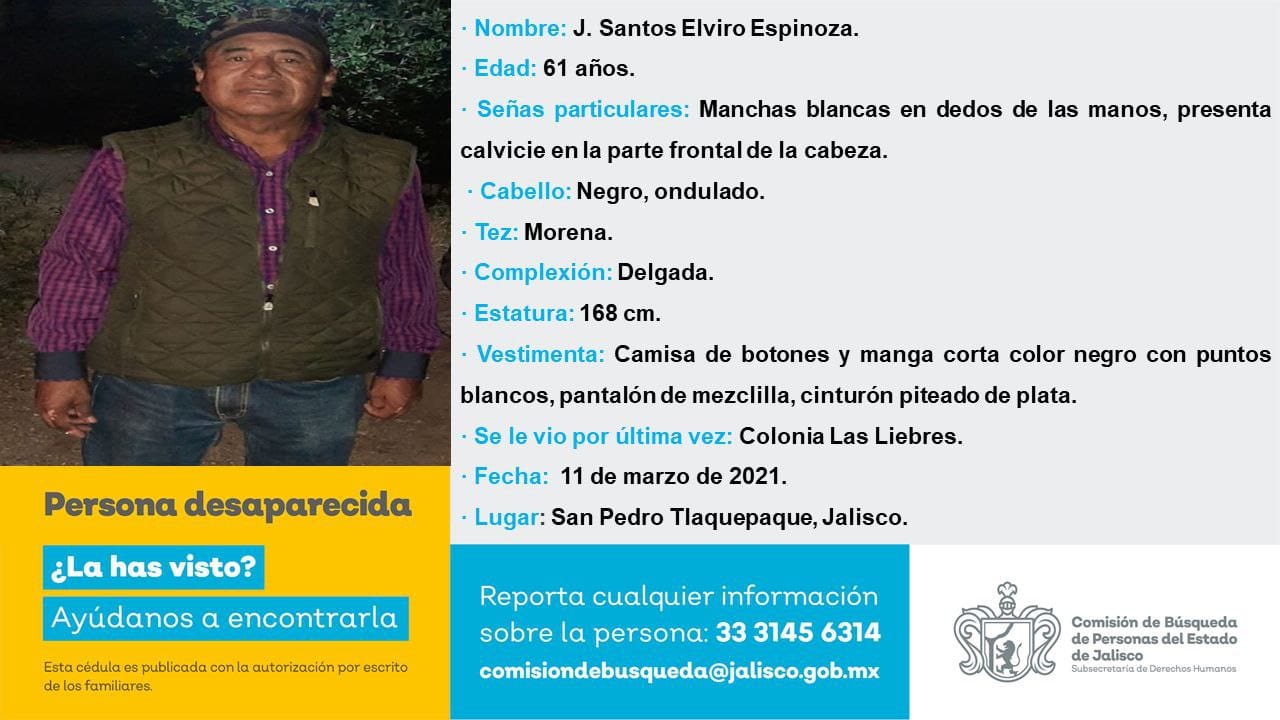 · Nombre: J. Santos Elviro Espinoza.
· Edad: 61 años.
· Señas particulares: Manchas blancas en dedos de las manos, presenta
calvicie en la parte frontal de la cabeza.
· Cabello: Negro, ondulado.
· Tez: Morena.
· Complexión: Delgada.
· Estatura: 168 cm.
· Vestimenta: Camisa de botones y manga corta color negro con puntos
blancos, pantalón de mezclilla, cinturón piteado de plata.
· Se le vio por última vez: Colonia Las Liebres.
· Fecha: 11 de marzo de 2021.
· Lugar: San Pedro Tlaquepaque, Jalisco.
Persona desaparecida
¿La has visto?
Ayúdanos a encontrarla
Esta cédula es publicada con la autorización por escrito
de los familiares.
Reporta cualquier información
sobre la persona: 33 3145 6314
comisiondebusqueda@jalisco.gob.mx
Comisión de Búsqueda
de Personas del Estado
de Jalisco
Subsecretaría de Derechos Humanos